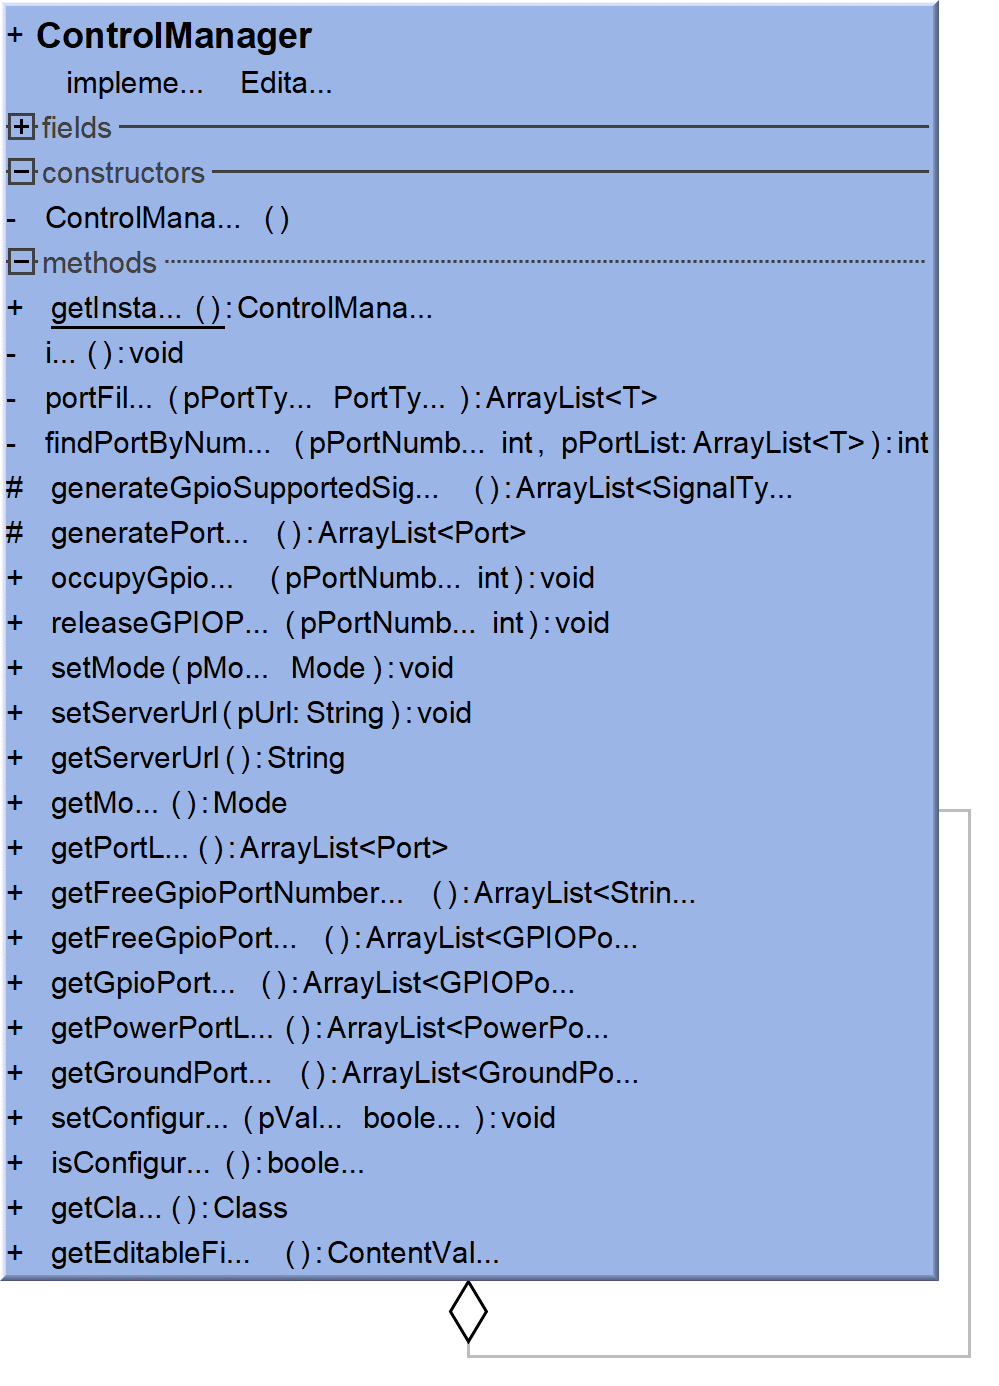 + ControlManager
impleme... Edita...
fields
constructors
- ControlMana... ()
methods
+ getInsta... ():ControlMana...
- i... ():void
- portFil... (pPortTy... PortTy... ):ArrayList<T>
- findPortByNum... (pPortNumb... int, pPortList:ArrayList<T>):int
# generateGpioSupportedSig... ():ArrayList<SignalTy...
# generatePort... ():ArrayList<Port>
+ occupyGpio... (pPortNumb... int):void
+ releaseGPIOP... (pPortNumb... int):void
+ setMode(pMo... Mode):void
+ setServerUrl(pUrl:String):void
+ getServerUrl():String
+ getMo... ():Mode
+ getPortL... ():ArrayList<Port>
+ getFreeGpioPortNumber... ():ArrayList<Strin...
+ getFreeGpioPort... ():ArrayList<GPIOPo...
+ getGpioPort... ():ArrayList<GPIOPo...
+ getPowerPortL... ():ArrayList<PowerPo...
+ getGroundPort... ():ArrayList<GroundPo...
+ setConfigur... (pVal... boole... ):void
+ isConfigur... ():boole...
+ getCla... ():Class
+ getEditableFi... ():ContentVal...